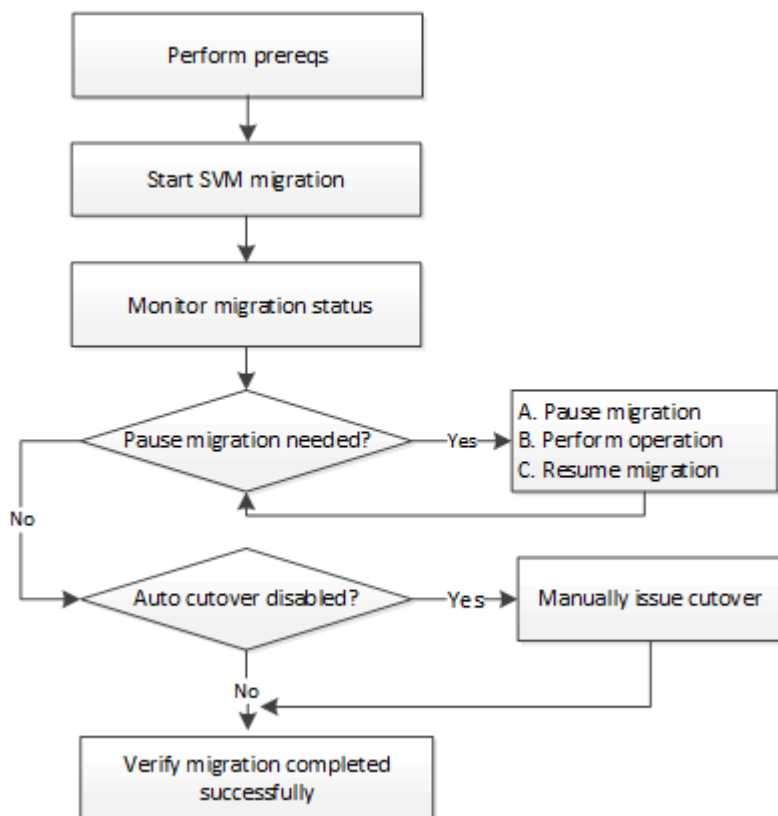 Perform prereqs
Start SVM migration
Monitor migration status
Pause migration needed?
Yes
A. Pause migration
B. Perform operation
C. Resume migration
No
Auto cutover disabled?
Yes
Manually issue cutover
No
Verify migration completed
successfully